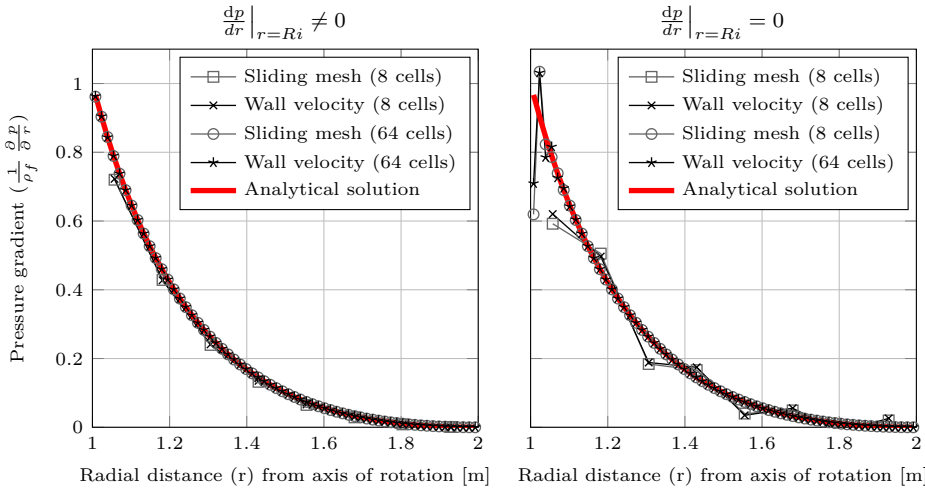 dp/dr|r=Ri ≠ 0
dp/dr|r=Ri = 0
Pressure gradient (1/ρf ∂p/∂r)
1
0.8
0.6
0.4
0.2
0
Sliding mesh (8 cells)
Wall velocity (8 cells)
Sliding mesh (64 cells)
Wall velocity (64 cells)
Analytical solution
1 1.2 1.4 1.6 1.8 2
Radial distance (r) from axis of rotation [m]
Sliding mesh (8 cells)
Wall velocity (8 cells)
Sliding mesh (8 cells)
Wall velocity (64 cells)
Analytical solution
1 1.2 1.4 1.6 1.8 2
Radial distance (r) from axis of rotation [m]